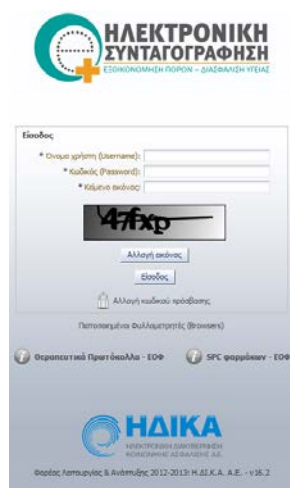 ΗΛΕΚΤΡΟΝΙΚΗ
ΣΥΝΤΑΓΟΓΡΑΦΗΣΗ
ΕΞΟΙΚΟΝΟΜΗΣΗ ΠΟΡΩΝ – ΔΙΑΣΦΑΛΙΣΗ ΥΓΕΙΑΣ
Είσοδος
* Όνομα χρήστη (Username):
* Κωδικός (Password):
* Κείμενο εικόνας:
47fxp
Αλλαγή εικόνας
Είσοδος
Αλλαγή κωδικού πρόσβασης
Πιστοποιημένοι Φυλλομετρητές (Browsers)
Θεραπευτικά Πρωτόκολλα - ΕΟΦ SPC φαρμάκων - ΕΟΦ
ΗΔΙΚΑ
ΗΛΕΚΤΡΟΝΙΚΗ ΔΙΑΚΥΒΕΡΝΗΣΗ
ΚΟΙΝΩΝΙΚΗΣ ΑΣΦΑΛΙΣΗΣ Α.Ε.
Φορέας Λειτουργίας & Ανάπτυξης 2012-2013: Η.ΔΙ.Κ.Α. Α.Ε. - v16.2